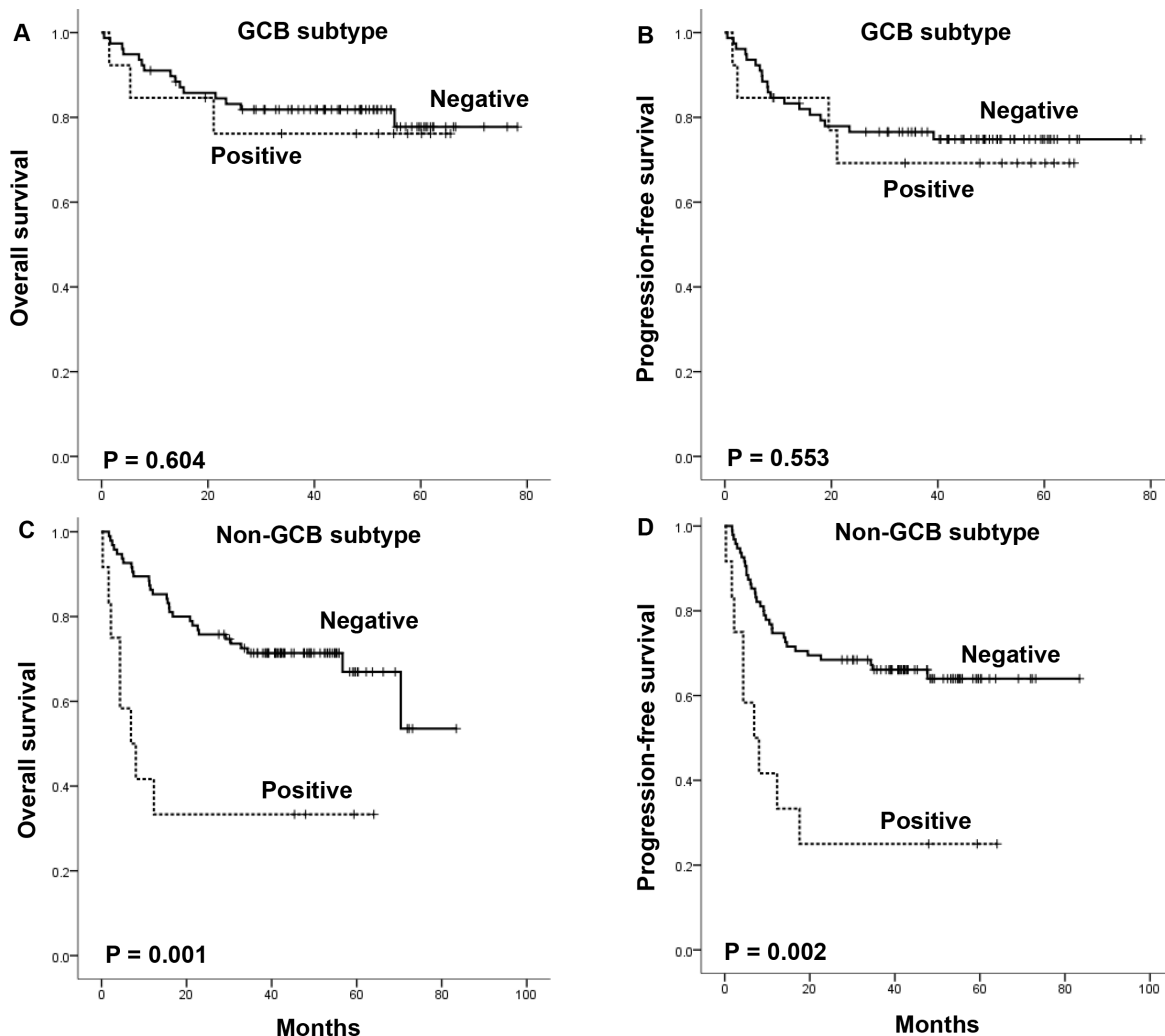 A
GCB subtype
Overall survival
1.0
0.8
0.6
0.4
0.2
0.0
Negative
Positive
P = 0.604
0 20 40 60 80
B
GCB subtype
Progression-free survival
1.0
0.8
0.6
0.4
0.2
0.0
Negative
Positive
P = 0.553
0 20 40 60 80
C
Non-GCB subtype
Overall survival
1.0
0.8
0.6
0.4
0.2
0.0
Negative
Positive
P = 0.001
0 20 40 60 80 100
Months
D
Non-GCB subtype
Progression-free survival
1.0
0.8
0.6
0.4
0.2
0.0
Negative
Positive
P = 0.002
0 20 40 60 80 100
Months